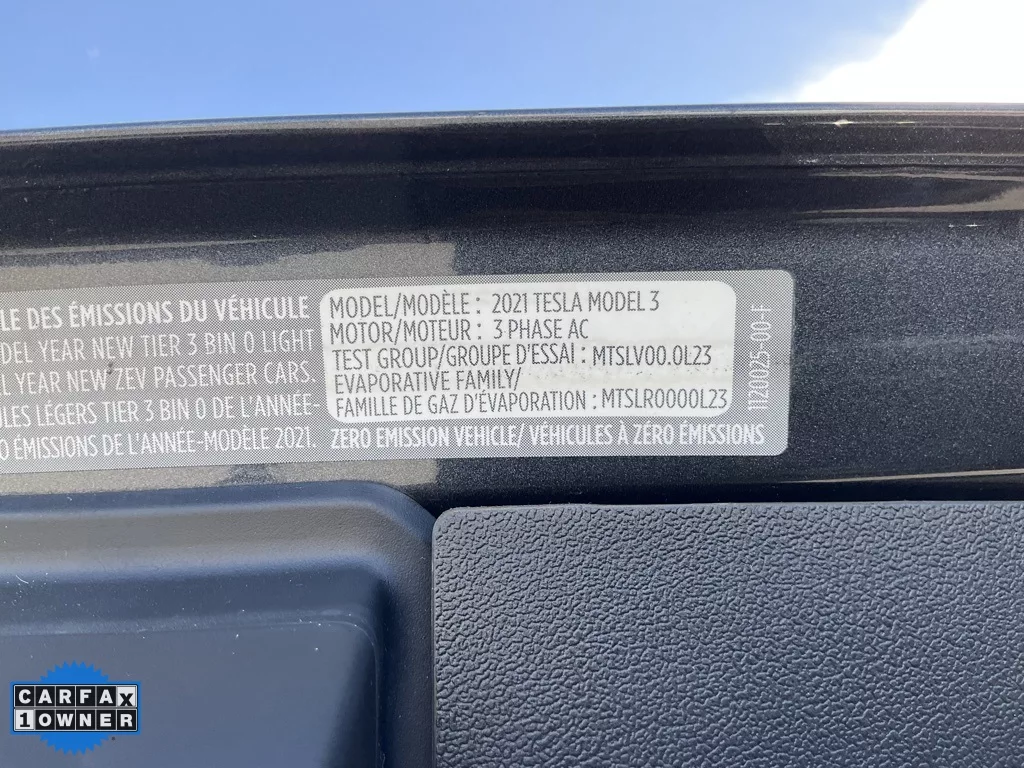 LE DES ÉMISSIONS DU VÉHICULE
DEL YEAR NEW TIER 3 BIN 0 LIGHT
L YEAR NEW ZEV PASSENGER CARS.
ULES LÉGERS TIER 3 BIN 0 DE L'ANNÉE-
O ÉMISSIONS DE L'ANNÉE-MODÈLE 2021.
MODEL/MODÈLE : 2021 TESLA MODEL 3
MOTOR/MOTEUR : 3 PHASE AC
TEST GROUP/GROUPE D'ESSAI : MTSLV00.0L23
EVAPORATIVE FAMILY/
FAMILLE DE GAZ D'ÉVAPORATION : MTSLR0000L23
ZERO EMISSION VEHICLE/ VÉHICULES À ZÉRO ÉMISSIONS
1120025-00-F
CARFAX
1 OWNER